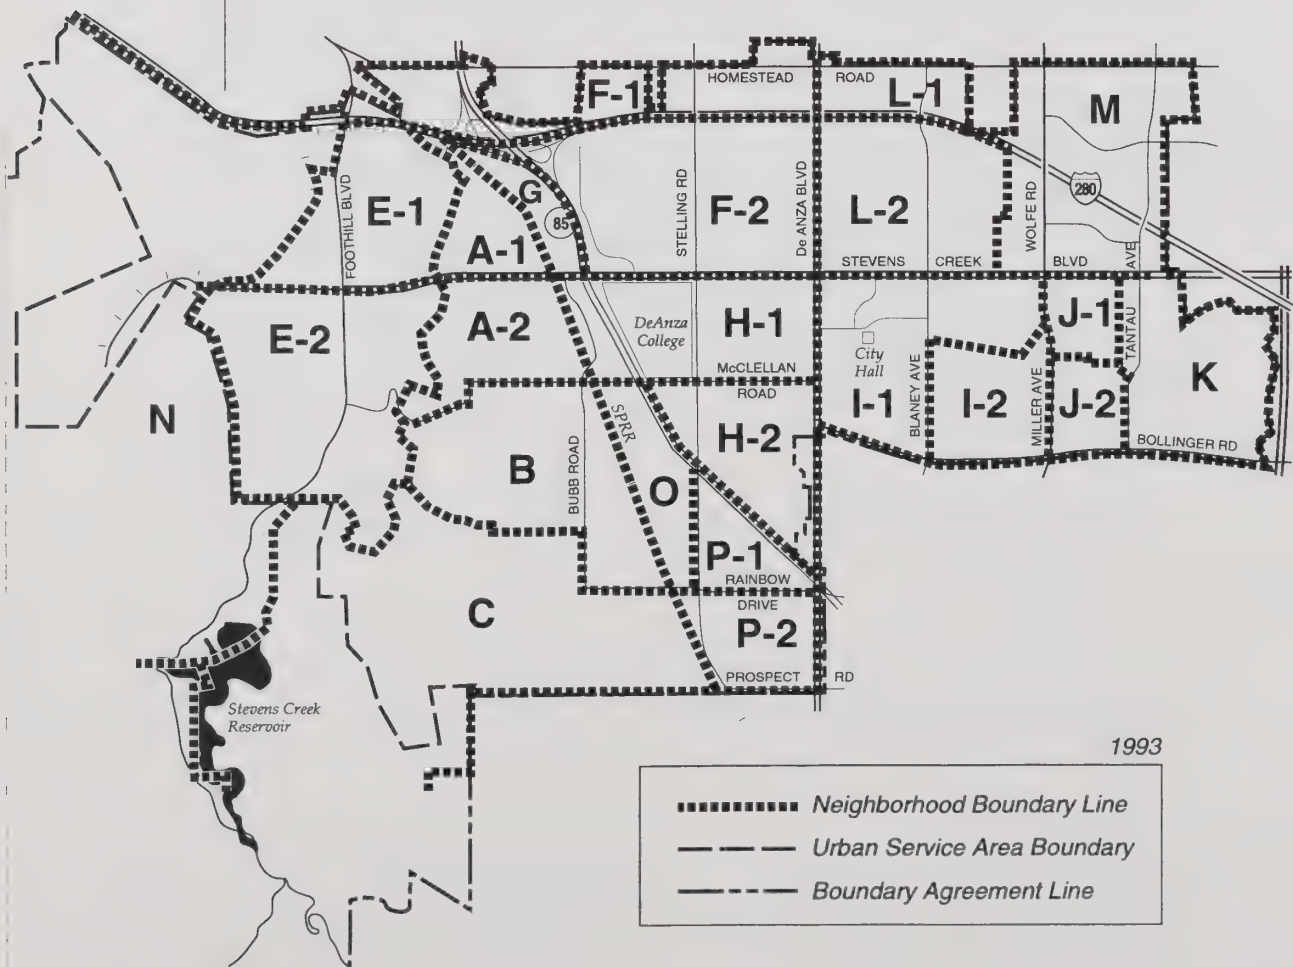 HOMESTEAD ROAD
F-1
L-1
M
280
FOOTHILL BLVD
E-1
G
85
A-1
STELLING RD
F-2
De ANZA BLVD
L-2
WOLFE RD
STEVENS CREEK BLVD
TANTAU AVE
E-2
A-2
DeAnza
College
H-1
City
Hall
J-1
N
McCLELLAN
ROAD
I-1
BLANEY AVE
I-2
MILLER AVE
J-2
K
SPRR
H-2
BOLLINGER RD
B
BUBB ROAD
O
P-1
RAINBOW
DRIVE
C
P-2
PROSPECT RD
Stevens Creek
Reservoir
1993
Neighborhood Boundary Line
Urban Service Area Boundary
Boundary Agreement Line